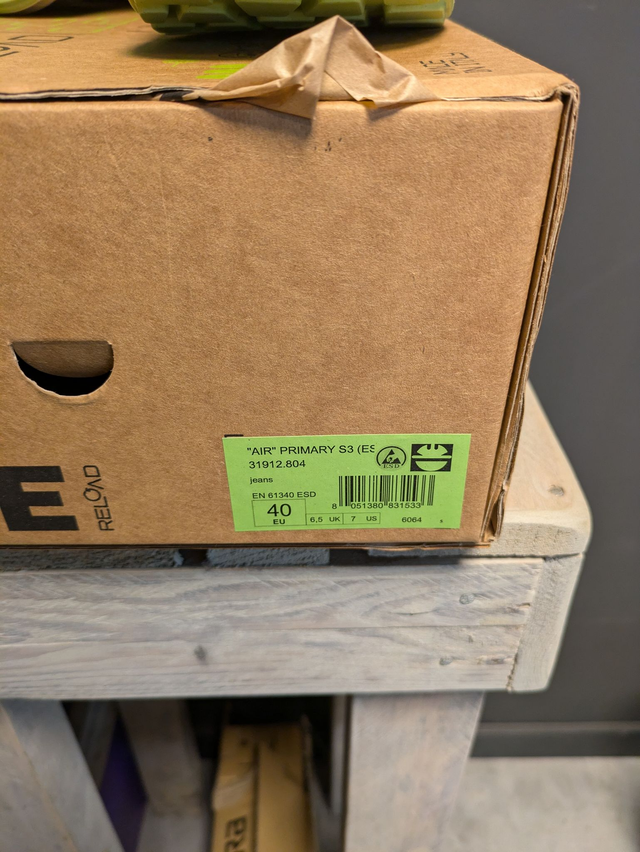 "AIR" PRIMARY S3 (ES
31912.804
jeans
ESD
EN 61340 ESD
40
EU
6,5 UK 7 US
8 051380 831533
6064
E
RELOAD